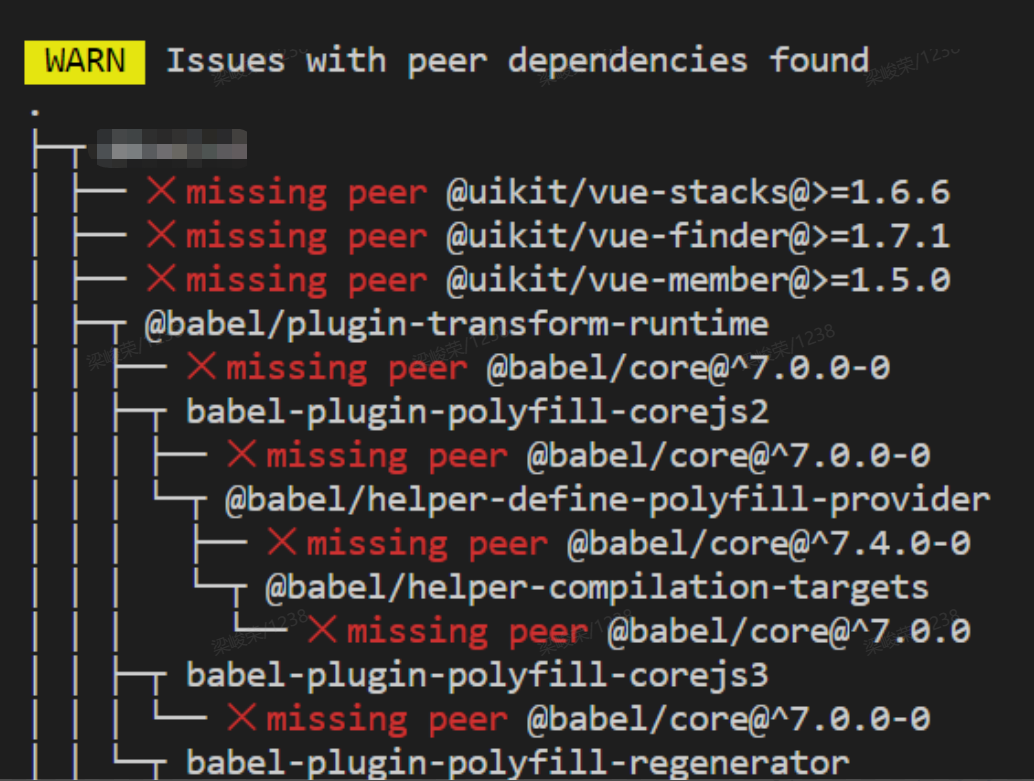 WARN Issues with peer dependencies found
.
✕ missing peer @uikit/vue-stacks@>=1.6.6
✕ missing peer @uikit/vue-finder@>=1.7.1
✕ missing peer @uikit/vue-member@>=1.5.0
@babel/plugin-transform-runtime
✕ missing peer @babel/core@^7.0.0-0
babel-plugin-polyfill-corejs2
✕ missing peer @babel/core@^7.0.0-0
@babel/helper-define-polyfill-provider
✕ missing peer @babel/core@^7.4.0-0
@babel/helper-compilation-targets
✕ missing peer @babel/core@^7.0.0
babel-plugin-polyfill-corejs3
✕ missing peer @babel/core@^7.0.0-0
babel-plugin-polyfill-regenerator
梁峻荣/1238